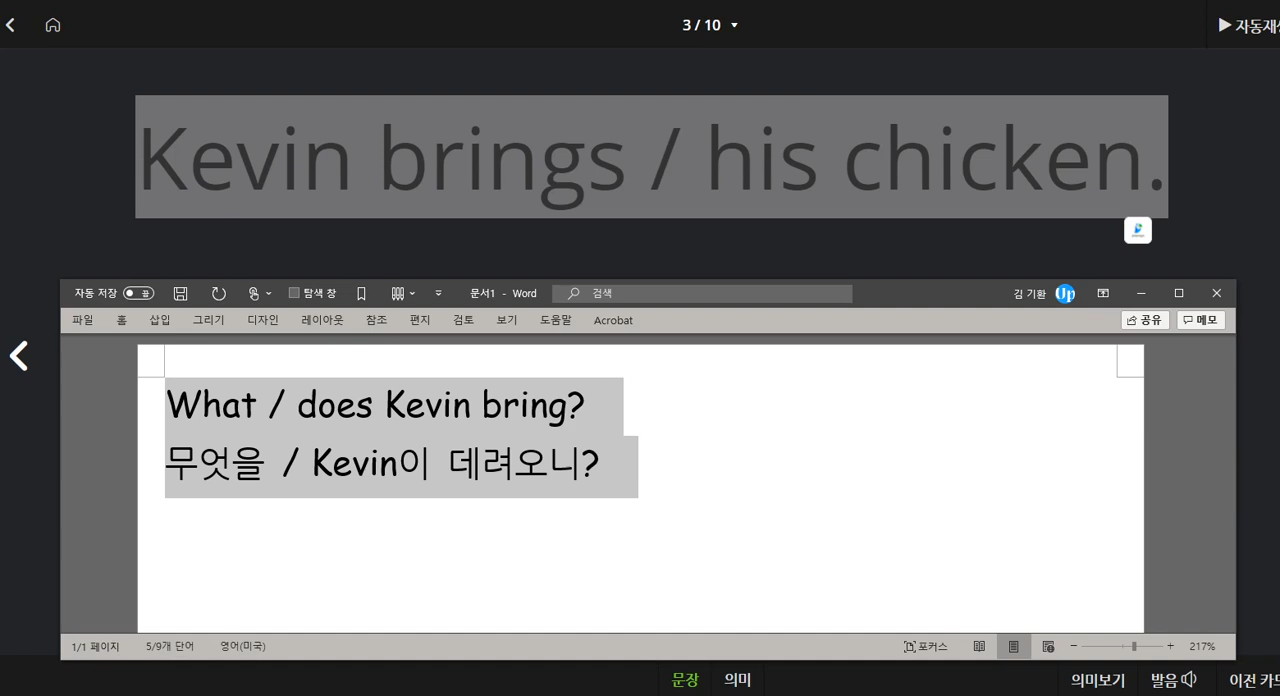 3 / 10
자동재생
Kevin brings / his chicken.
자동 저장
탐색 창
문서1 - Word
검색
김 기환
Up
파일 홈 삽입 그리기 디자인 레이아웃 참조 편지 검토 보기 도움말 Acrobat
공유
메모
What / does Kevin bring?
무엇을 / Kevin이 데려오니?
1/1 페이지 5/9개 단어 영어(미국)
포커스
217%
문장 의미
의미보기 발음 이전 카드